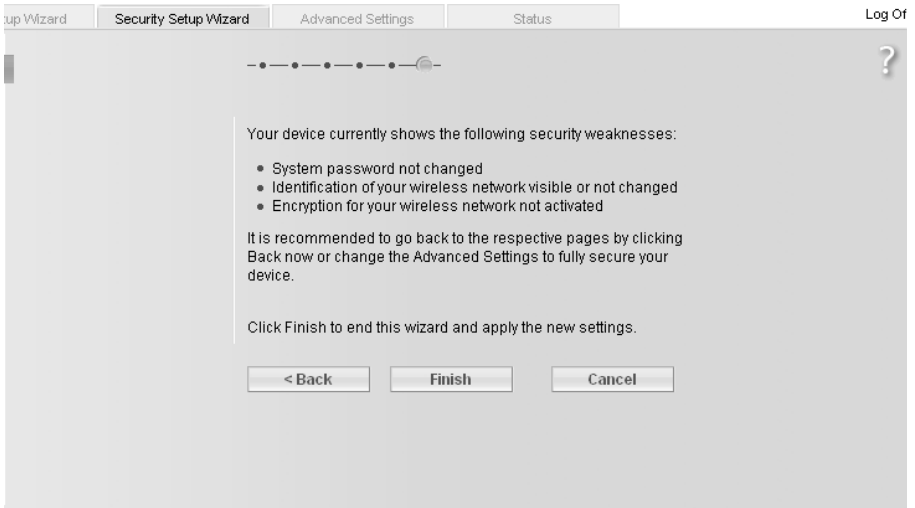 up Wizard
Security Setup Wizard
Advanced Settings
Status
Log Of
?
Your device currently shows the following security weaknesses:
System password not changed
Identification of your wireless network visible or not changed
Encryption for your wireless network not activated
It is recommended to go back to the respective pages by clicking
Back now or change the Advanced Settings to fully secure your
device.
Click Finish to end this wizard and apply the new settings.
< Back
Finish
Cancel